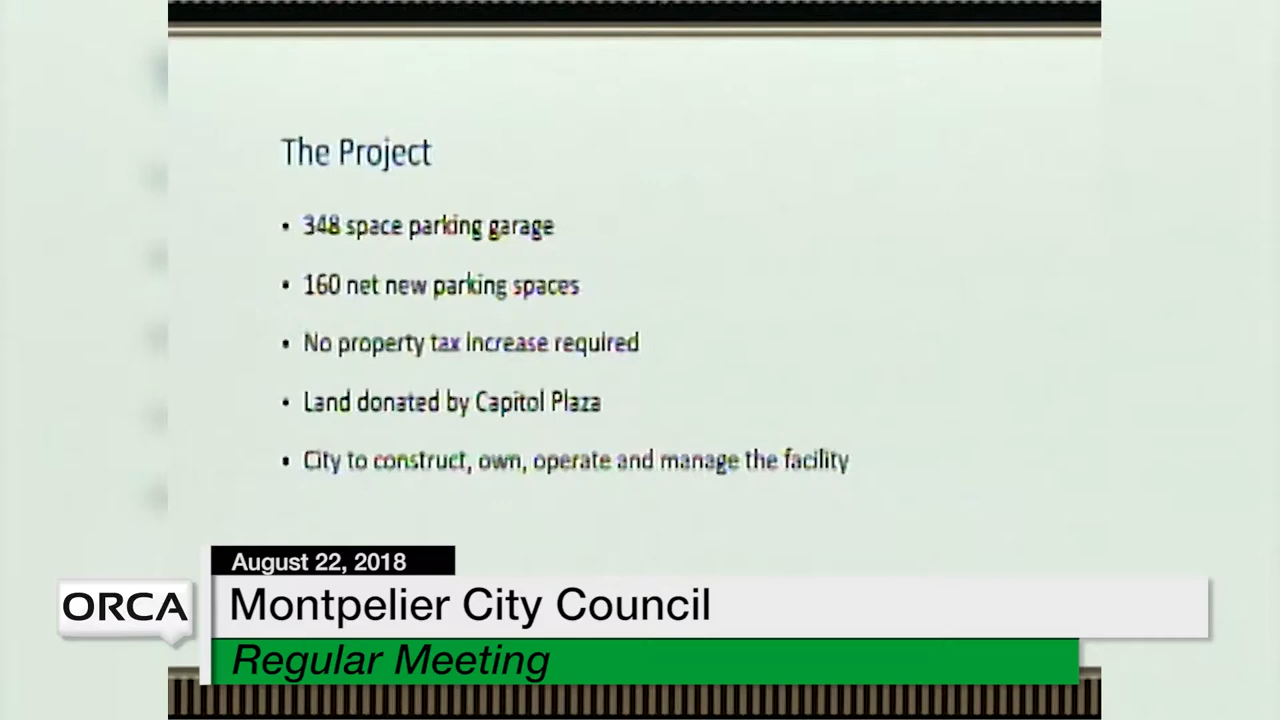 The Project
• 348 space parking garage
• 160 net new parking spaces
• No property tax increase required
• Land donated by Capitol Plaza
• City to construct, own, operate and manage the facility
August 22, 2018
ORCA
Montpelier City Council
Regular Meeting